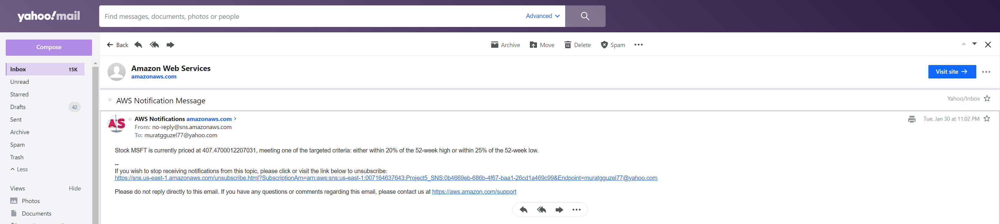 yahoo!mail
Find messages, documents, photos or people
Advanced
Compose
Back
Archive
Move
Delete
Spam
Inbox 15K
Unread
Starred
Drafts 42
Sent
Archive
Spam
Trash
Less
Views Hide
Photos
Documents
Amazon Web Services
amazonaws.com
Visit site
AWS Notification Message
Yahoo/Inbox
AS
AWS Notifications amazonaws.com
Tue, Jan 30 at 11:02 PM
From: no-reply@sns.amazonaws.com
To: muratgguzel77@yahoo.com
Stock MSFT is currently priced at 407.4700012207031, meeting one of the targeted criteria: either within 20% of the 52-week high or within 25% of the 52-week low.
--
If you wish to stop receiving notifications from this topic, please click or visit the link below to unsubscribe:
https://sns.us-east-1.amazonaws.com/unsubscribe.html?SubscriptionArn=arn:aws:sns:us-east-1:007164637643:Project5_SNS:0b4669eb-686b-4f67-baa1-26cd1a469c99&Endpoint=muratgguzel77@yahoo.com
Please do not reply directly to this email. If you have any questions or comments regarding this email, please contact us at https://aws.amazon.com/support